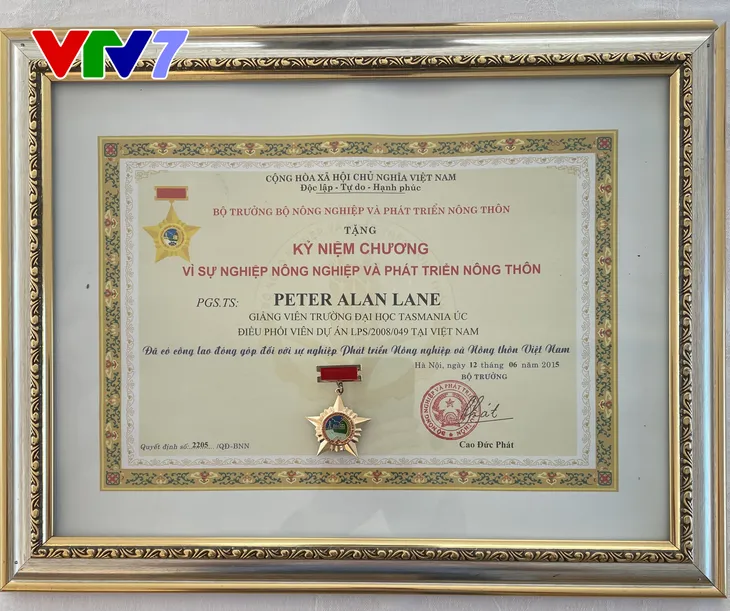 VTV7
CỘNG HÒA XÃ HỘI CHỦ NGHĨA VIỆT NAM
Độc lập - Tự do - Hạnh phúc
BỘ TRƯỞNG BỘ NÔNG NGHIỆP VÀ PHÁT TRIỂN NÔNG THÔN
TẶNG
KỶ NIỆM CHƯƠNG
VÌ SỰ NGHIỆP NÔNG NGHIỆP VÀ PHÁT TRIỂN NÔNG THÔN
PGS.TS: PETER ALAN LANE
GIẢNG VIÊN TRƯỜNG ĐẠI HỌC TASMANIA ÚC
ĐIỀU PHỐI VIÊN DỰ ÁN LPS/2008/049 TẠI VIỆT NAM
Đã có công lao đóng góp đối với sự nghiệp Phát triển Nông nghiệp và Nông thôn Việt Nam
Hà Nội, ngày 12 tháng 06 năm 2015
BỘ TRƯỞNG
Cao Đức Phát
Quyết định số: 2205 /QĐ-BNN